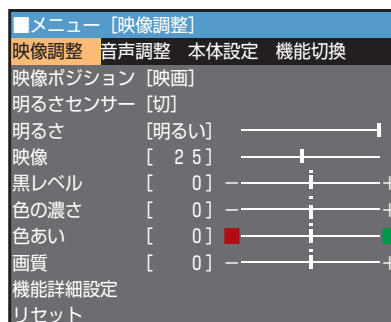 ■メニュー [映像調整]
映像調整 音声調整 本体設定 機能切換
映像ポジション [映画]
明るさセンサー [切]
明るさ [明るい]
映像 [ 25]
黒レベル [ 0] − +
色の濃さ [ 0] − +
色あい [ 0]
画質 [ 0] − +
機能詳細設定
リセット